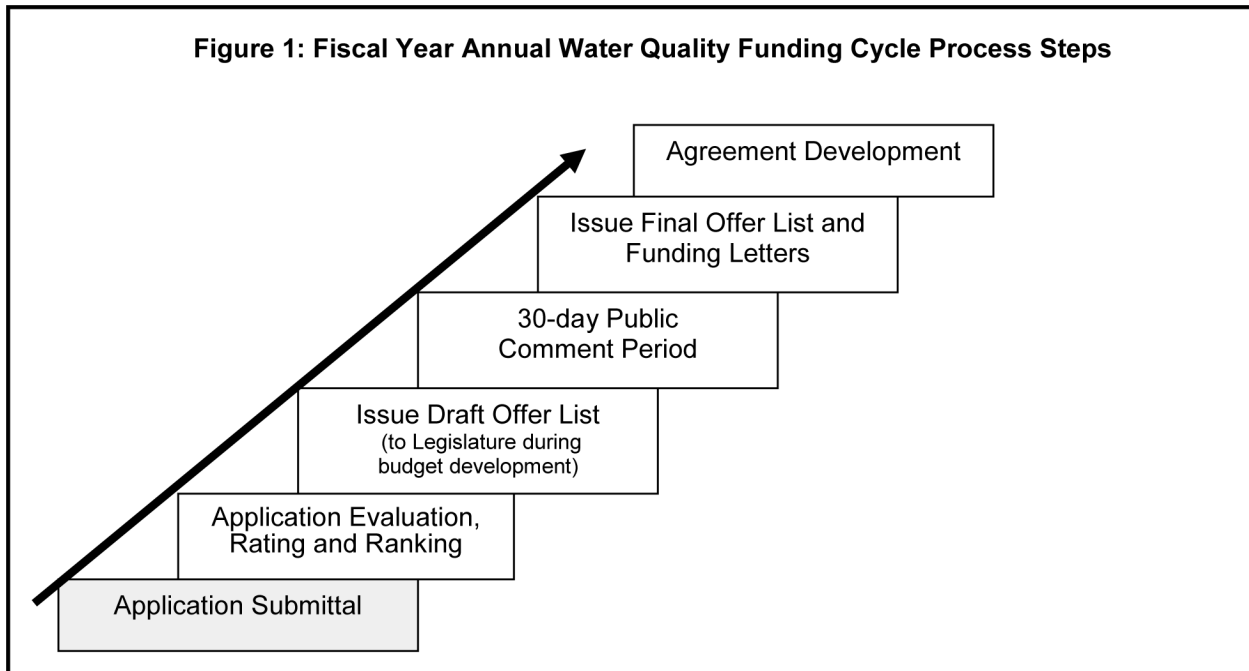 Figure 1: Fiscal Year Annual Water Quality Funding Cycle Process Steps
Agreement Development
Issue Final Offer List and
Funding Letters
30-day Public
Comment Period
Issue Draft Offer List
(to Legislature during
budget development)
Application Evaluation,
Rating and Ranking
Application Submittal